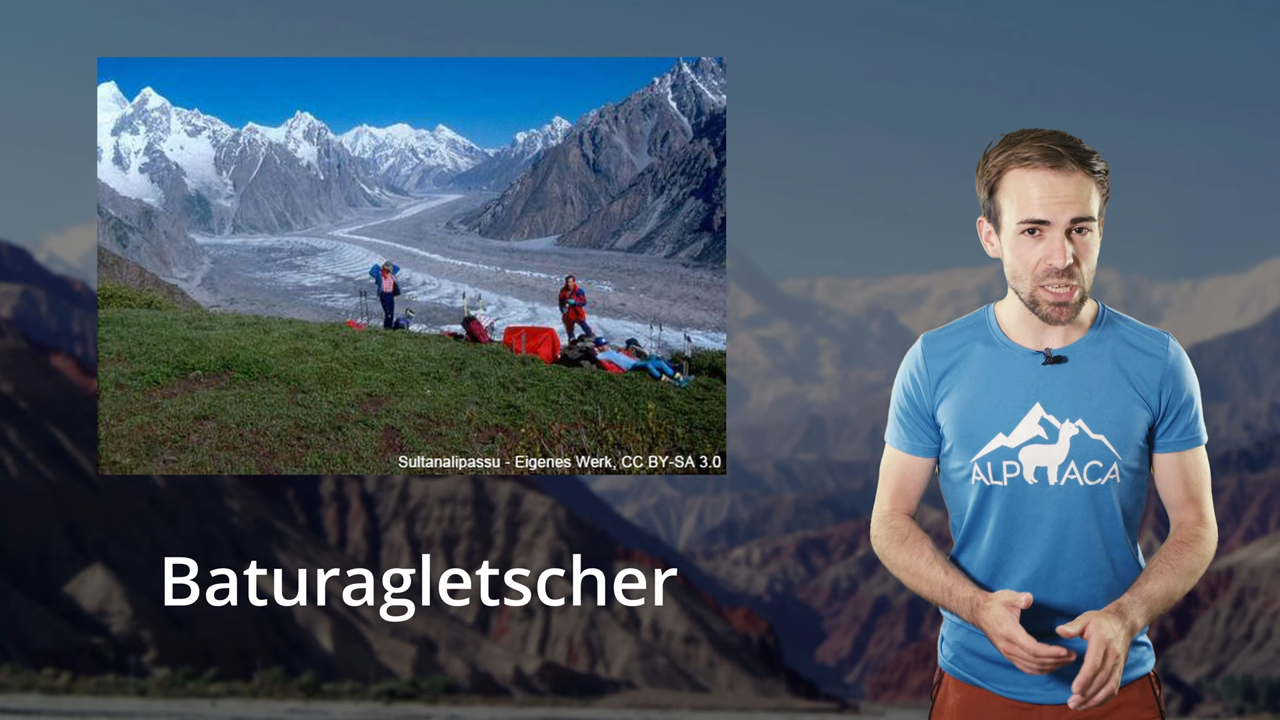 Sultanalipassu - Eigenes Werk, CC BY-SA 3.0
ALPACA
Baturagletscher